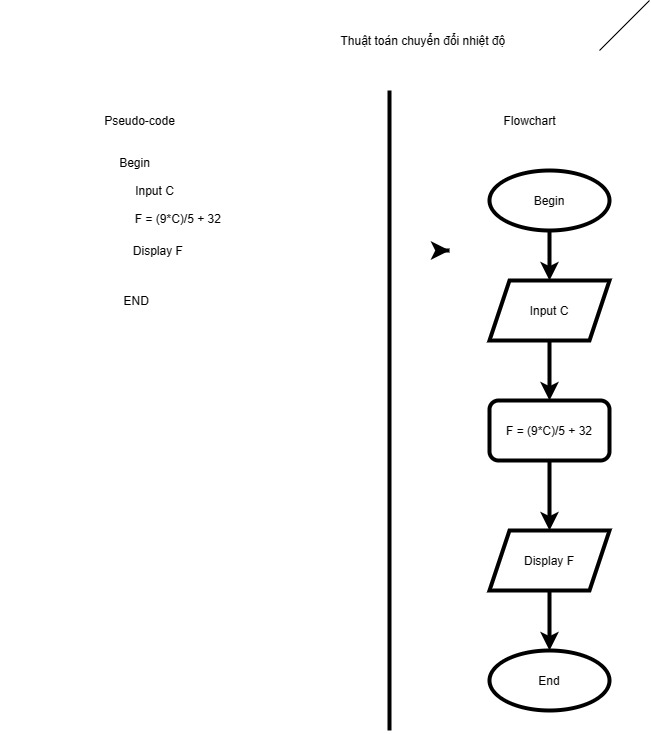 Thuật toán chuyển đổi nhiệt độ
Pseudo-code
Begin
Input C
F = (9*C)/5 + 32
Display F
END
Flowchart
Begin
Input C
F = (9*C)/5 + 32
Display F
End